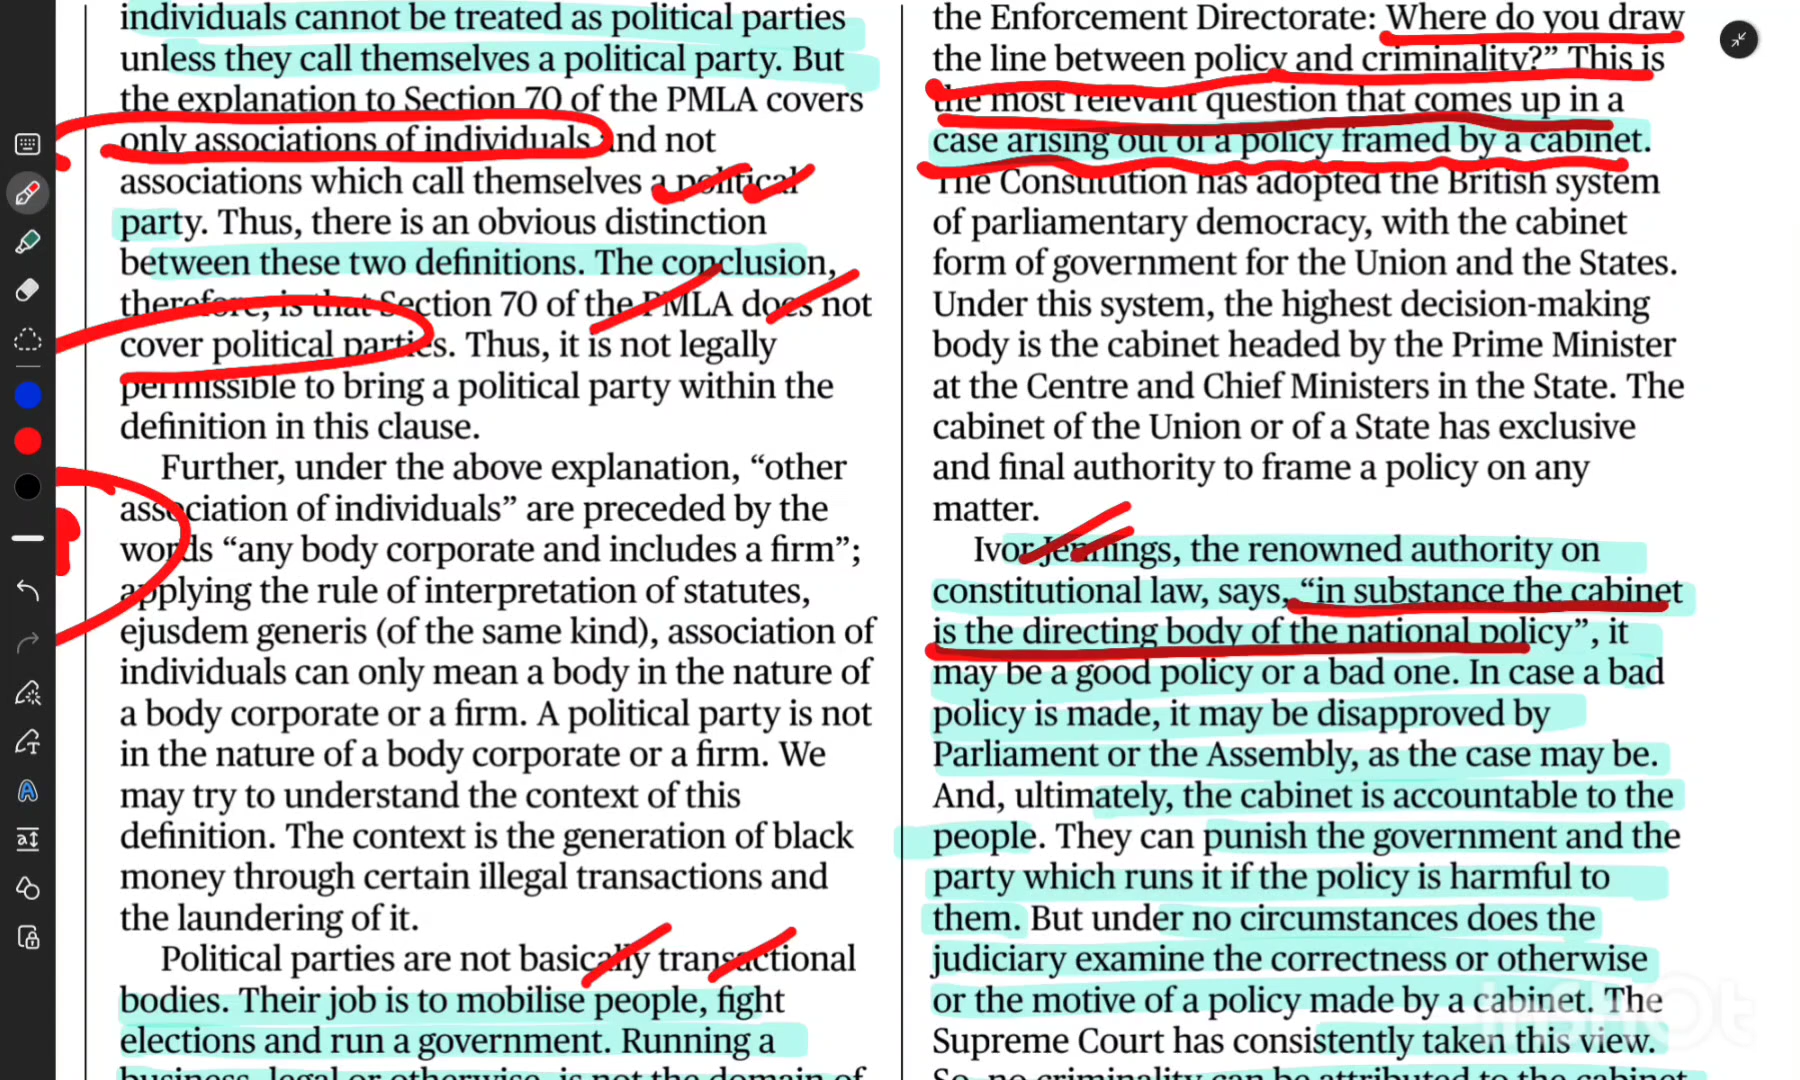 individuals cannot be treated as political parties
unless they call themselves a political party. But
the explanation to Section 70 of the PMLA covers
only associations of individuals and not
associations which call themselves a political
party. Thus, there is an obvious distinction
between these two definitions. The conclusion,
therefore, is that Section 70 of the PMLA does not
cover political parties. Thus, it is not legally
permissible to bring a political party within the
definition in this clause.
Further, under the above explanation, “other
association of individuals” are preceded by the
words “any body corporate and includes a firm”;
applying the rule of interpretation of statutes,
ejusdem generis (of the same kind), association of
individuals can only mean a body in the nature of
a body corporate or a firm. A political party is not
in the nature of a body corporate or a firm. We
may try to understand the context of this
definition. The context is the generation of black
money through certain illegal transactions and
the laundering of it.
Political parties are not basically transactional
bodies. Their job is to mobilise people, fight
elections and run a government. Running a
business, legal or otherwise, is not the domain of
the Enforcement Directorate: Where do you draw
the line between policy and criminality?” This is
the most relevant question that comes up in a
case arising out of a policy framed by a cabinet.
The Constitution has adopted the British system
of parliamentary democracy, with the cabinet
form of government for the Union and the States.
Under this system, the highest decision-making
body is the cabinet headed by the Prime Minister
at the Centre and Chief Ministers in the State. The
cabinet of the Union or of a State has exclusive
and final authority to frame a policy on any
matter.
Ivor Jennings, the renowned authority on
constitutional law, says, “in substance the cabinet
is the directing body of the national policy”, it
may be a good policy or a bad one. In case a bad
policy is made, it may be disapproved by
Parliament or the Assembly, as the case may be.
And, ultimately, the cabinet is accountable to the
people. They can punish the government and the
party which runs it if the policy is harmful to
them. But under no circumstances does the
judiciary examine the correctness or otherwise
or the motive of a policy made by a cabinet. The
Supreme Court has consistently taken this view.
So, no criminality can be attributed to the cabinet
InShOt